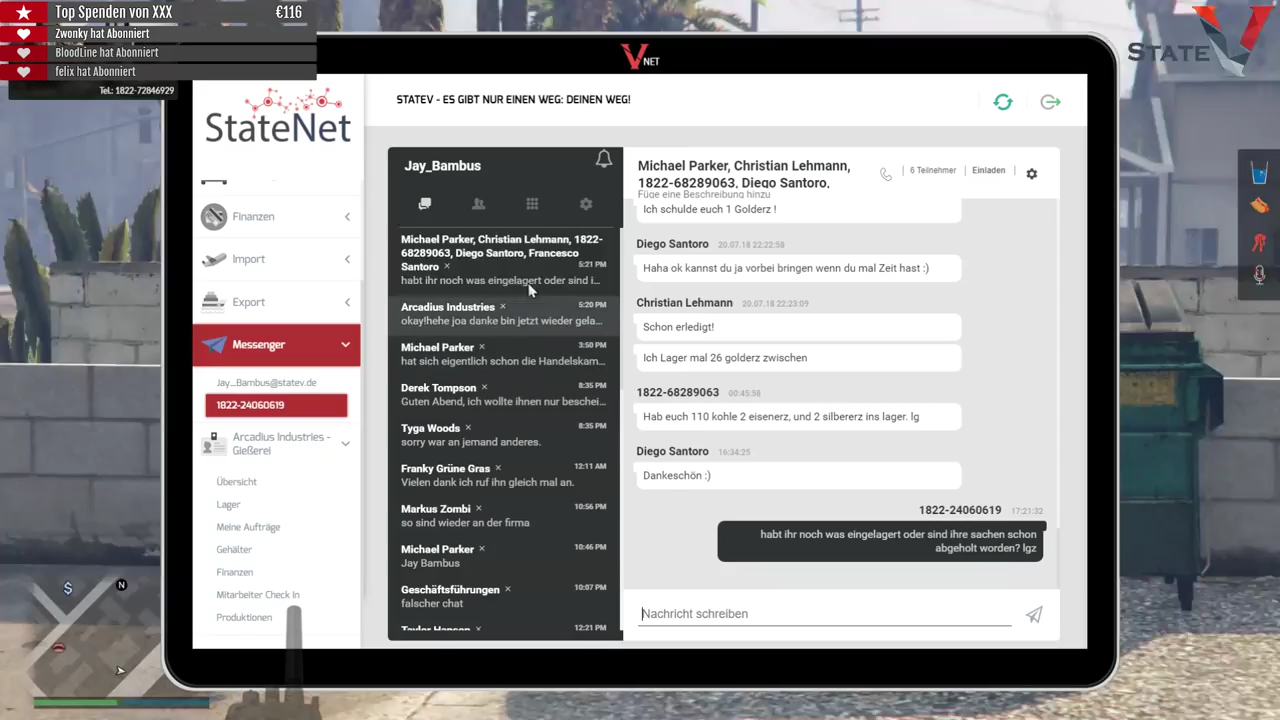 Top Spenden von XXX €116
Zwonky hat Abonniert
BloodLine hat Abonniert
felix hat Abonniert
Tel.: 1822-72846929
STATE V
V NET
StateNet
Finanzen
Import
Export
Messenger
Jay_Bambus@statev.de
1822-24060619
Arcadius Industries -
Gießerei
Übersicht
Lager
Meine Aufträge
Gehälter
Finanzen
Mitarbeiter Check In
Produktionen
STATEV - ES GIBT NUR EINEN WEG: DEINEN WEG!
Jay_Bambus
Michael Parker, Christian Lehmann, 1822-
68289063, Diego Santoro, Francesco
Santoro × 5:21 PM
habt ihr noch was eingelagert oder sind i...
Arcadius Industries × 5:20 PM
okay!hehe joa danke bin jetzt wieder gela...
Michael Parker × 3:50 PM
hat sich eigentlich schon die Handelskam...
Derek Tompson × 8:35 PM
Guten Abend, ich wollte ihnen nur beschei...
Tyga Woods × 8:35 PM
sorry war an jemand anderes.
Franky Grüne Gras × 12:11 AM
Vielen dank ich ruf ihn gleich mal an.
Markus Zombi × 10:56 PM
so sind wieder an der firma
Michael Parker × 10:46 PM
Jay Bambus
Geschäftsführungen × 10:07 PM
falscher chat
Taylor Hanson × 12:21 PM
Michael Parker, Christian Lehmann,
1822-68289063, Diego Santoro,
Füge eine Beschreibung hinzu
6 Teilnehmer
Einladen
Ich schulde euch 1 Golderz !
Diego Santoro 20.07.18 22:22:58
Haha ok kannst du ja vorbei bringen wenn du mal Zeit hast :)
Christian Lehmann 20.07.18 22:23:09
Schon erledigt!
Ich Lager mal 26 golderz zwischen
1822-68289063 00:45:58
Hab euch 110 kohle 2 eisenerz, und 2 silbererz ins lager. lg
Diego Santoro 16:34:25
Dankeschön :)
1822-24060619 17:21:32
habt ihr noch was eingelagert oder sind ihre sachen schon
abgeholt worden? lgz
Nachricht schreiben
$
N